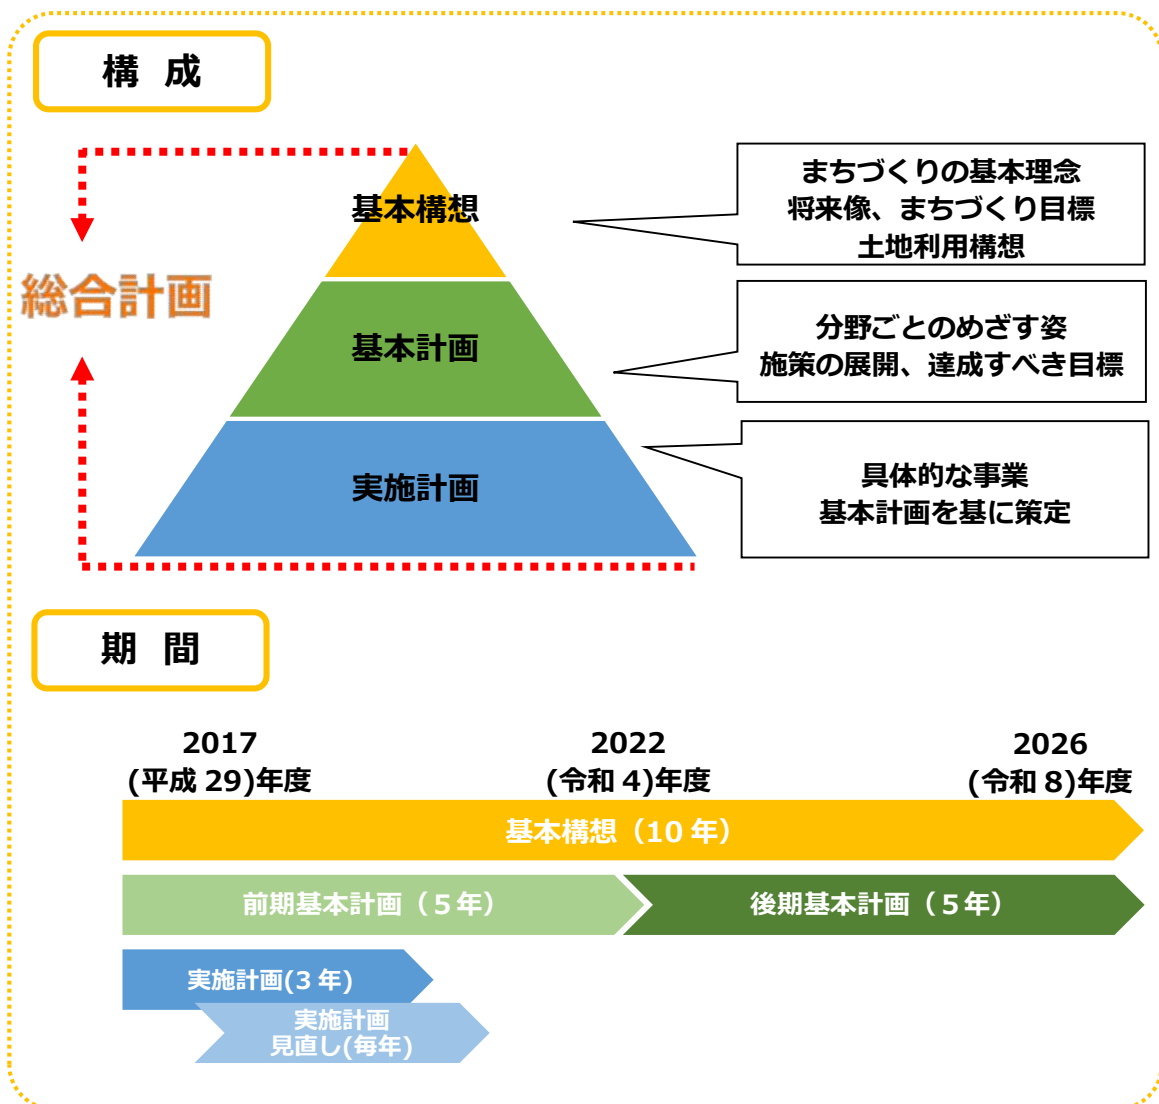 構 成
基本構想
まちづくりの基本理念
将来像、まちづくり目標
土地利用構想
総合計画
基本計画
分野ごとのめざす姿
施策の展開、達成すべき目標
実施計画
具体的な事業
基本計画を基に策定
期 間
2017
(平成 29)年度
2022
(令和 4)年度
2026
(令和 8)年度
基本構想（10 年）
前期基本計画（５年）
後期基本計画（５年）
実施計画(3 年)
実施計画
見直し(毎年)